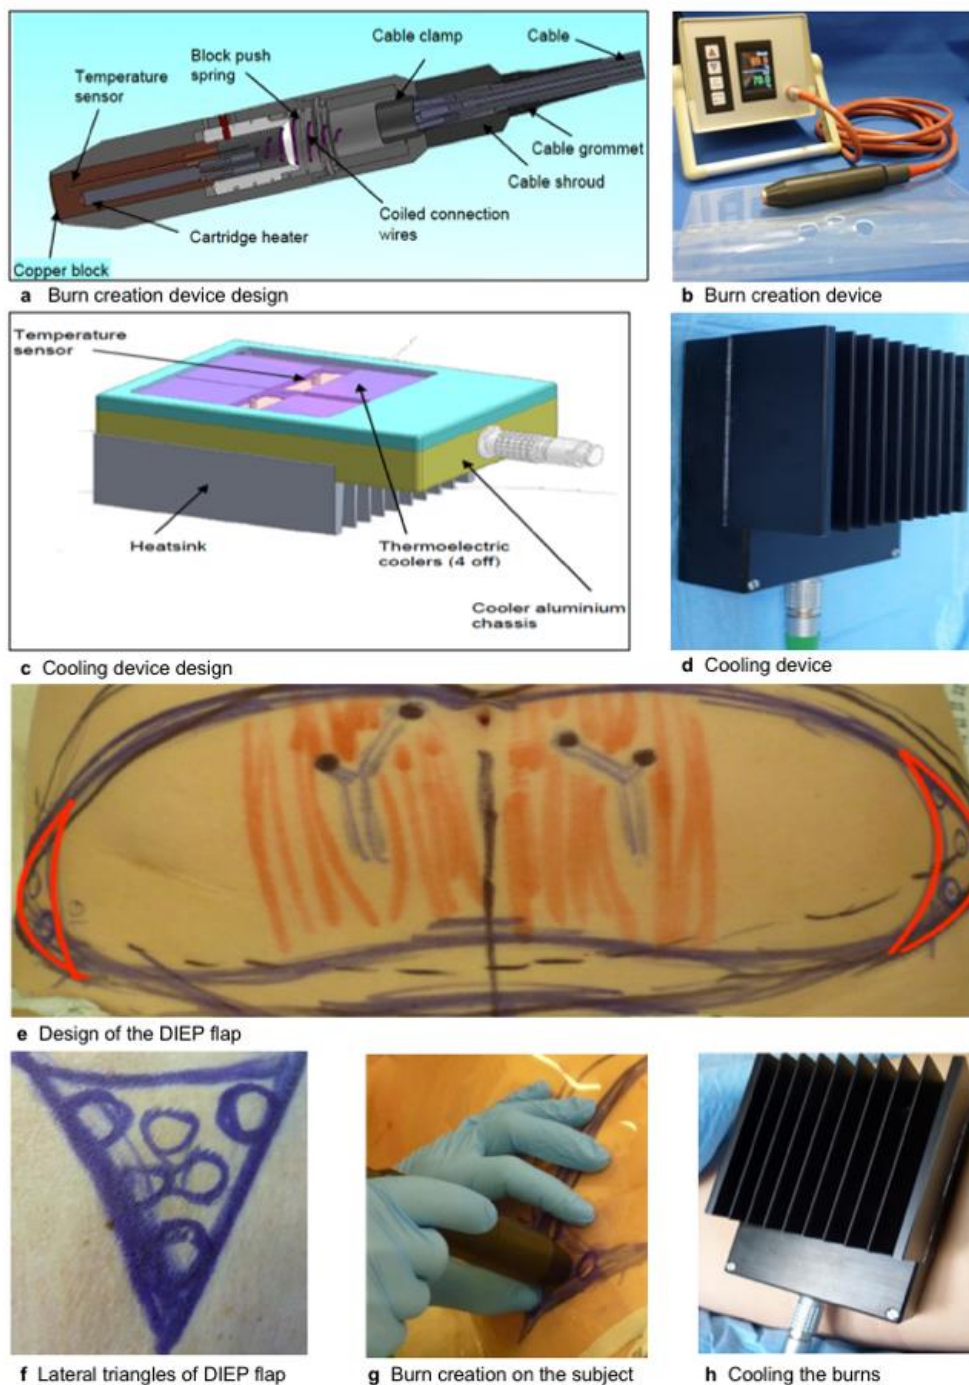 Cable clamp
Cable
Block push
spring
Temperature
sensor
Cable grommet
Cable shroud
Coiled connection
wires
Cartridge heater
Copper block
a Burn creation device design
b Burn creation device
Temperature
sensor
Heatsink
Thermoelectric
coolers (4 off)
Cooler aluminium
chassis
c Cooling device design
d Cooling device
e Design of the DIEP flap
f Lateral triangles of DIEP flap
g Burn creation on the subject
h Cooling the burns